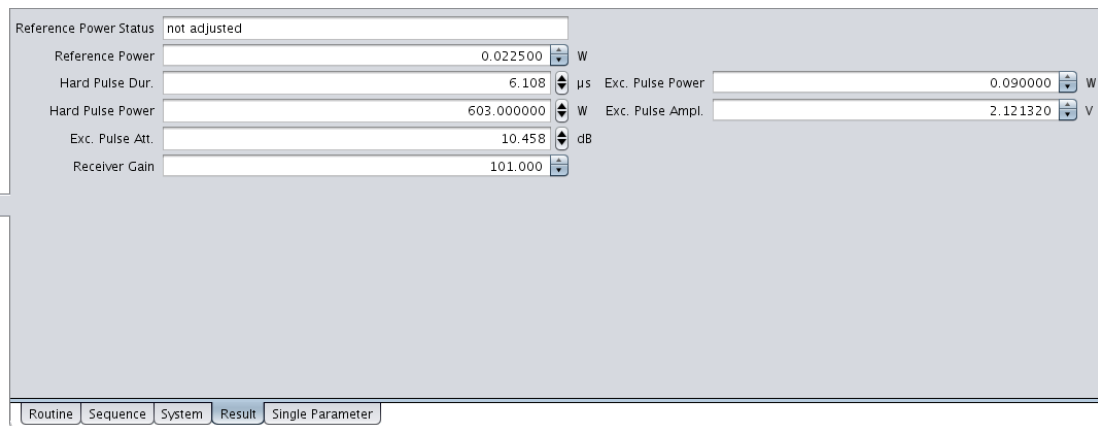 Reference Power Status not adjusted
Reference Power 0.022500 W
Hard Pulse Dur. 6.108 µs Exc. Pulse Power 0.090000 W
Hard Pulse Power 603.000000 W Exc. Pulse Ampl. 2.121320 V
Exc. Pulse Att. 10.458 dB
Receiver Gain 101.000
Routine Sequence System Result Single Parameter